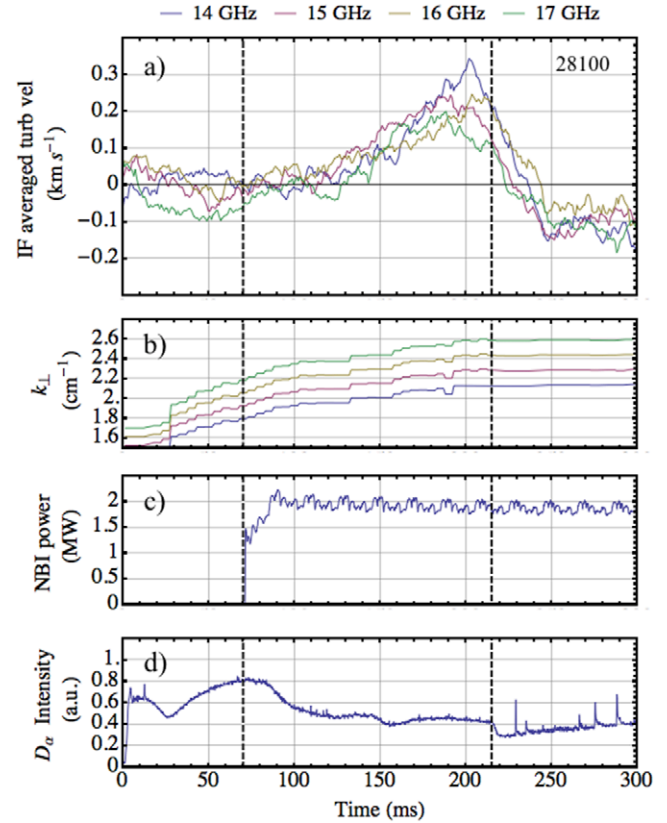 14 GHz 15 GHz 16 GHz 17 GHz
a)
28100
0.3
0.2
0.1
0
−0.1
−0.2
IF averaged turb vel
(km s⁻¹)
b)
2.6
2.4
2.2
2.
1.8
1.6
k⊥
(cm⁻¹)
c)
2
1.5
1
0.5
0
NBI power
(MW)
d)
1.
0.8
0.6
0.4
0.2
0
Dα Intensity
(a.u.)
0 50 100 150 200 250 300
Time (ms)